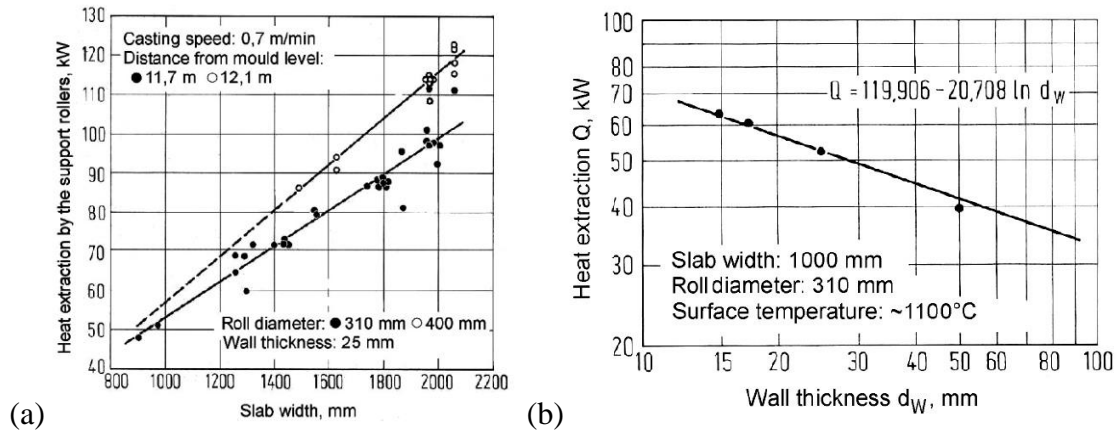 (a)
Heat extraction by the support rollers, kW
130
120
110
100
90
80
70
60
50
40
Casting speed: 0,7 m/min
Distance from mould level:
● 11,7 m ○ 12,1 m
Roll diameter: ● 310 mm ○ 400 mm
Wall thickness: 25 mm
800 1000 1200 1400 1600 1800 2000 2200
Slab width, mm
(b)
Heat extraction Q, kW
100
80
70
60
50
40
30
20
Q = 119,906 – 20,708 ln dW
Slab width: 1000 mm
Roll diameter: 310 mm
Surface temperature: ~1100°C
10 15 20 30 40 50 60 80 100
Wall thickness dW, mm